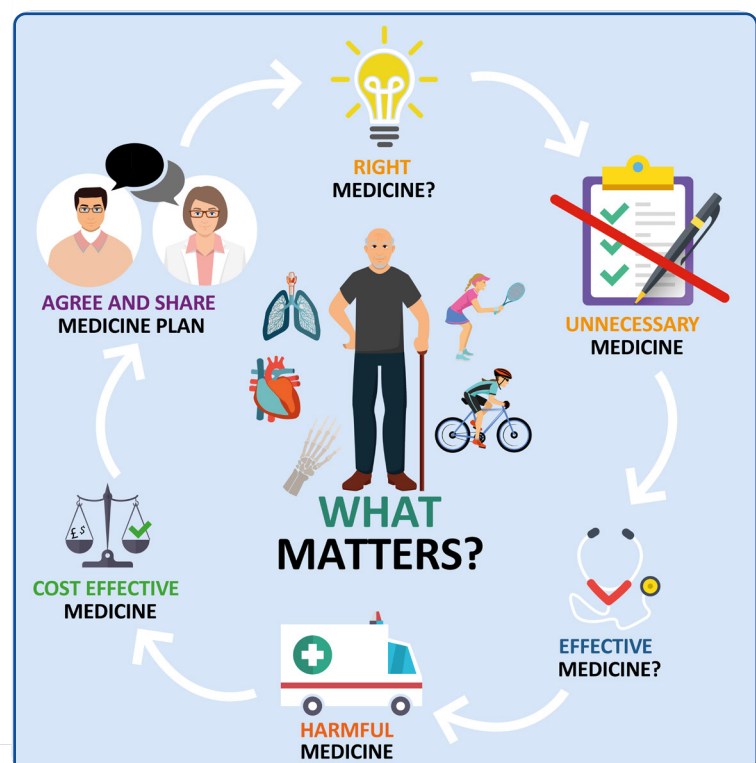 RIGHT
MEDICINE?
UNNECESSARY
MEDICINE
EFFECTIVE
MEDICINE?
HARMFUL
MEDICINE
COST EFFECTIVE
MEDICINE
£$
AGREE AND SHARE
MEDICINE PLAN
WHAT
MATTERS?